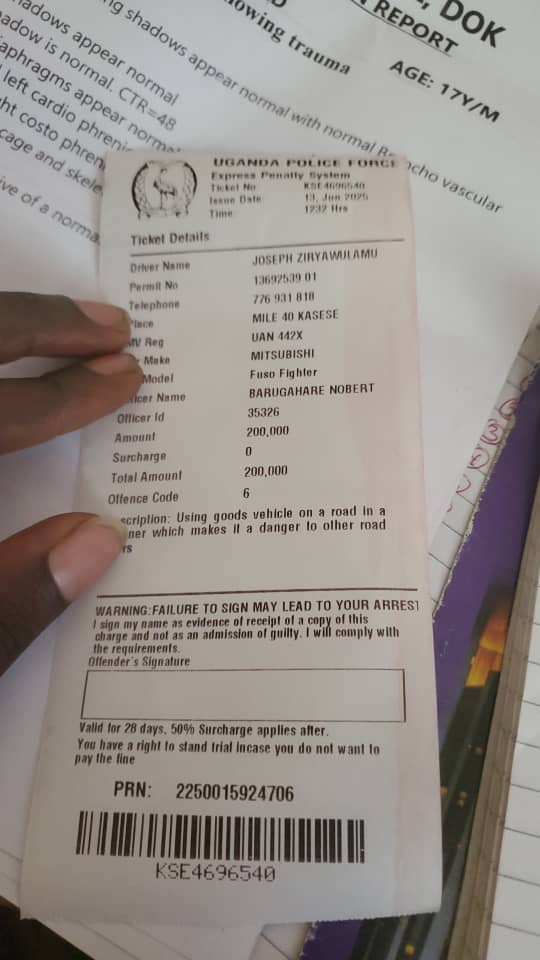 , DOK
REPORT
AGE: 17Y/M
owing trauma
ng shadows appear normal with normal cho vascular
adows appear normal
adow is normal. CTR=48
aphragms appear norma
left cardio phreni
ht costo phren
cage and skele
ive of a norma
UGANDA POLICE FORCE
Express Penalty System
Ticket No KSE4696540
Issue Date 13, Jun 2025
Time 1232 Hrs
Ticket Details
Driver Name JOSEPH ZIRYAWULAMU
Permit No 13692539 01
Telephone 776 931 818
Place MILE 40 KASESE
MV Reg UAN 442X
Make MITSUBISHI
Model Fuso Fighter
icer Name BARUGAHARE NOBERT
Officer Id 35326
Amount 200,000
Surcharge 0
Total Amount 200,000
Offence Code 6
scription: Using goods vehicle on a road in a
ner which makes it a danger to other road
rs
WARNING:FAILURE TO SIGN MAY LEAD TO YOUR ARREST
I sign my name as evidence of receipt of a copy of this
charge and not as an admission of guilty. I will comply with
the requirements.
Offender's Signature
Valid for 28 days, 50% Surcharge applies after.
You have a right to stand trial incase you do not want to
pay the fine
PRN: 2250015924706
KSE4696540